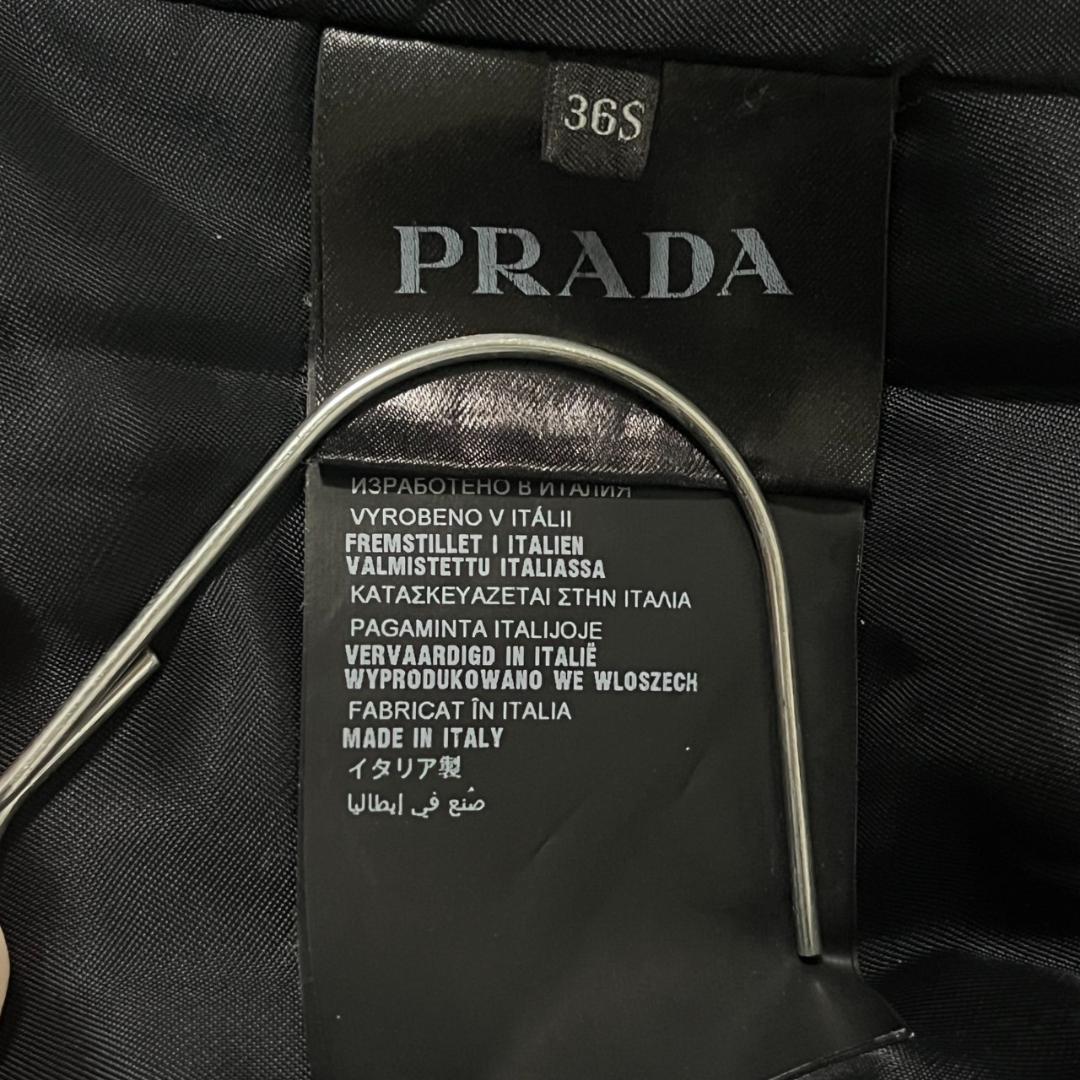 36S
PRADA
ИЗРАБОТЕНО В ИТАЛИЯ
VYROBENO V ITÁLII
FREMSTILLET I ITALIEN
VALMISTETTU ITALIASSA
ΚΑΤΑΣΚΕΥΑΖΕΤΑΙ ΣΤΗΝ ΙΤΑΛΙΑ
PAGAMINTA ITALIJOJE
VERVAARDIGD IN ITALIË
WYPRODUKOWANO WE WLOSZECH
FABRICAT ÎN ITALIA
MADE IN ITALY
イタリア製
صُنع في إيطاليا